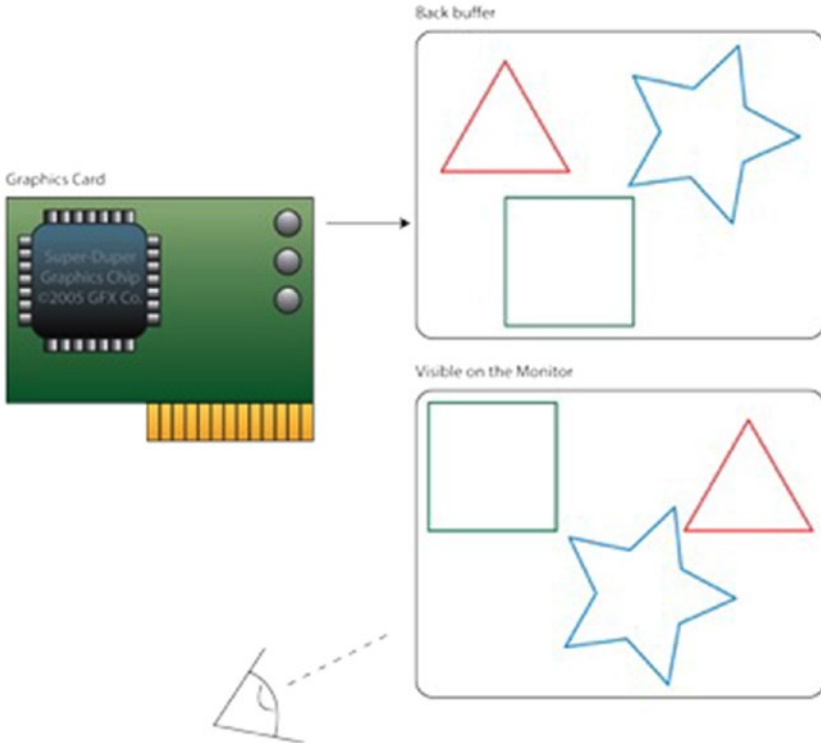 Back buffer
Graphics Card
Super-Duper
Graphics Chip
©2005 GFX Co.
Visible on the Monitor